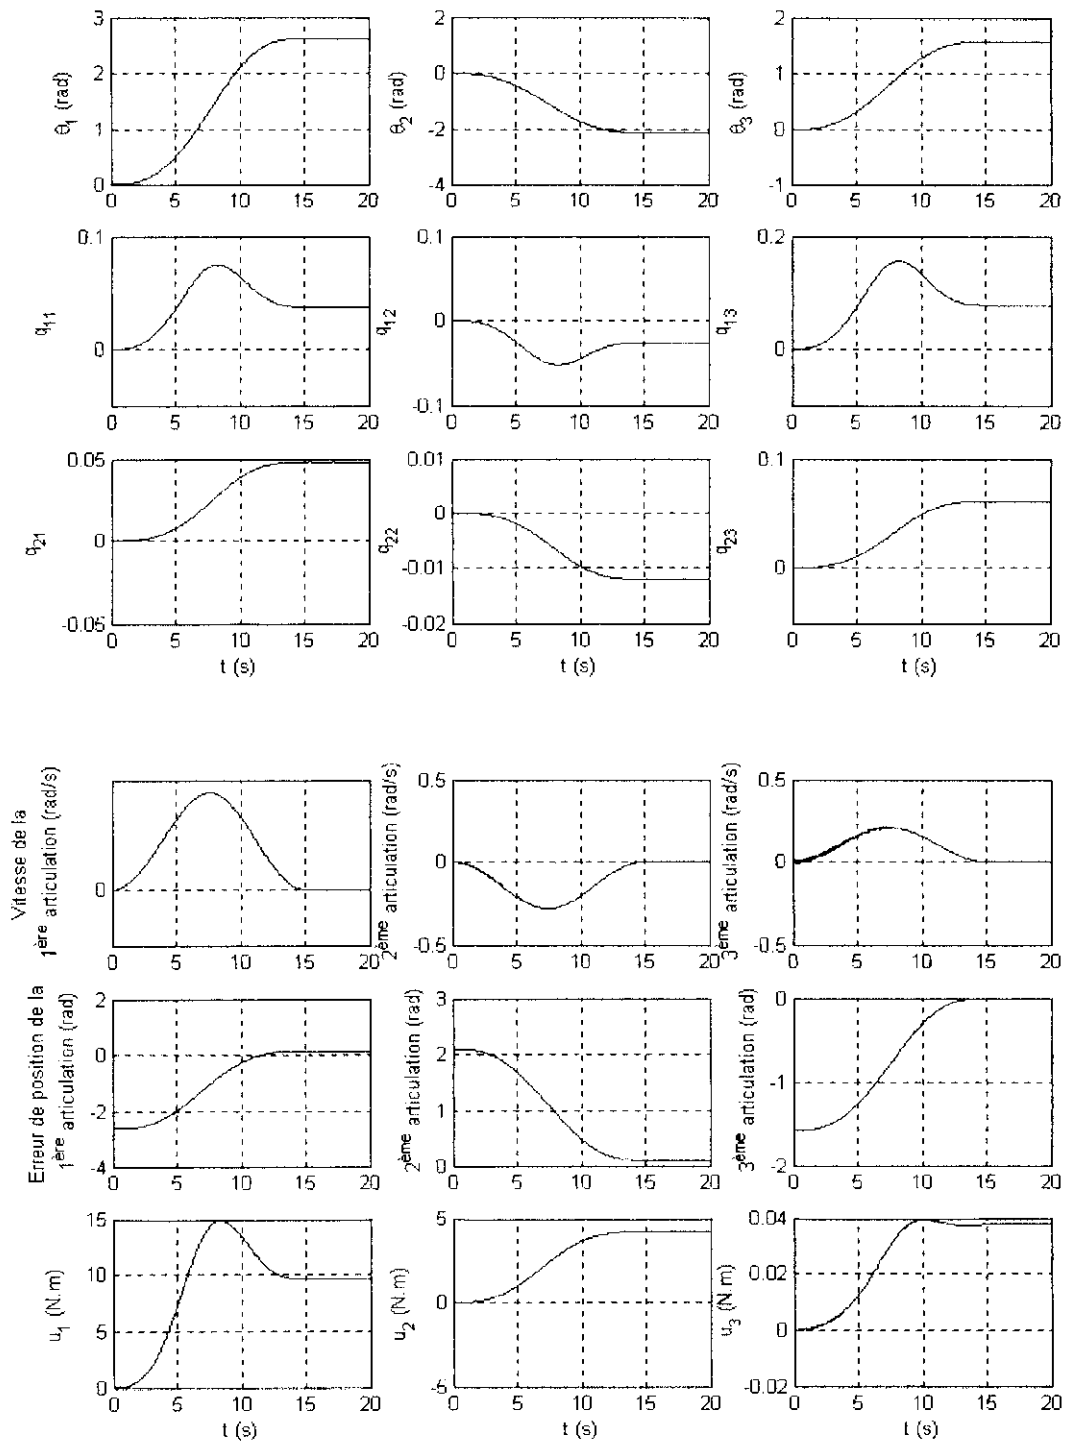 3
2
1
0
θ1 (rad)
0 5 10 15 20
2
0
-2
-4
θ2 (rad)
0 5 10 15 20
1
0
-1
θ3 (rad)
0 5 10 15 20
0.1
0
q11
0 5 10 15 20
0.1
0
-0.1
q12
0 5 10 15 20
0.2
0
q13
0 5 10 15 20
0.05
0
-0.05
q21
0 5 10 15 20
t (s)
0.01
0
-0.01
-0.02
q22
0 5 10 15 20
t (s)
0.1
0
q23
0 5 10 15 20
t (s)
Vitesse de la
1ère articulation (rad/s)
0
0 5 10 15 20
2ème articulation (rad/s)
0.5
0
-0.5
0 5 10 15 20
3ème articulation (rad/s)
0.5
0
-0.5
0 5 10 15 20
Erreur de position de la
1ère articulation (rad)
2
0
-2
-4
0 5 10 15 20
2ème articulation (rad)
3
2
1
0
0 5 10 15 20
3ème articulation (rad)
0
-1
-2
0 5 10 15 20
u1 (N.m)
15
10
5
0
0 5 10 15 20
t (s)
u2 (N.m)
5
0
-5
0 5 10 15 20
t (s)
u3 (N.m)
0.04
0.02
0
-0.02
0 5 10 15 20
t (s)